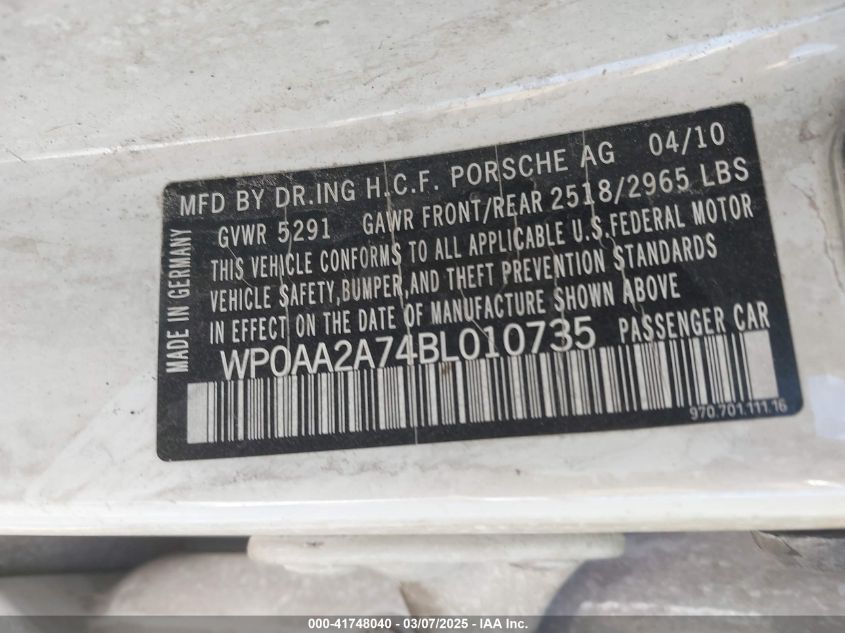 MFD BY DR.ING H.C.F. PORSCHE AG 04/10
GVWR 5291 GAWR FRONT/REAR 2518/2965 LBS
THIS VEHICLE CONFORMS TO ALL APPLICABLE U.S.FEDERAL MOTOR
VEHICLE SAFETY,BUMPER,AND THEFT PREVENTION STANDARDS
IN EFFECT ON THE DATE OF MANUFACTURE SHOWN ABOVE
WP0AA2A74BL010735 PASSENGER CAR
970.701.111.16
MADE IN GERMANY
000-41748040 — 03/07/2025 — IAA Inc.